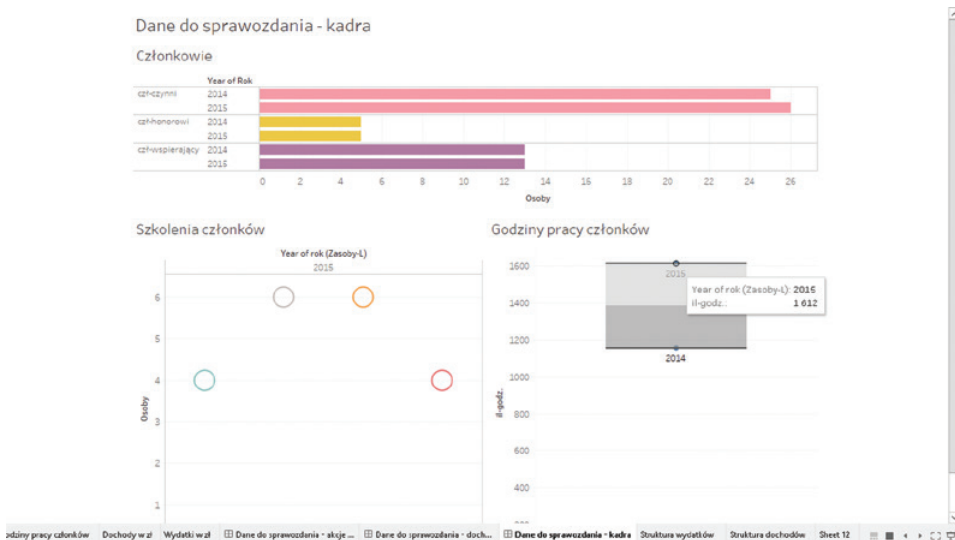 Dane do sprawozdania - kadra
Członkowie
Year of Rok
czł-czynni 2014
2015
czł-honorowi 2014
2015
czł-wspierający 2014
2015
0 2 4 6 8 10 12 14 16 18 20 22 24 26
Osoby
Szkolenia członków
Year of rok (Zasoby-L)
2015
6
5
4
3
2
1
Osoby
Godziny pracy członków
1600
1400
1200
1000
800
600
400
200
il-godz.
2015
2014
Year of rok (Zasoby-L): 2015
il-godz.: 1 612
odziny pracy członków Dochody w zł Wydatki w zł Dane do sprawozdania - akcje ... Dane do sprawozdania - doch... Dane do sprawozdania - kadra Struktura wydatków Struktura dochodów Sheet 12